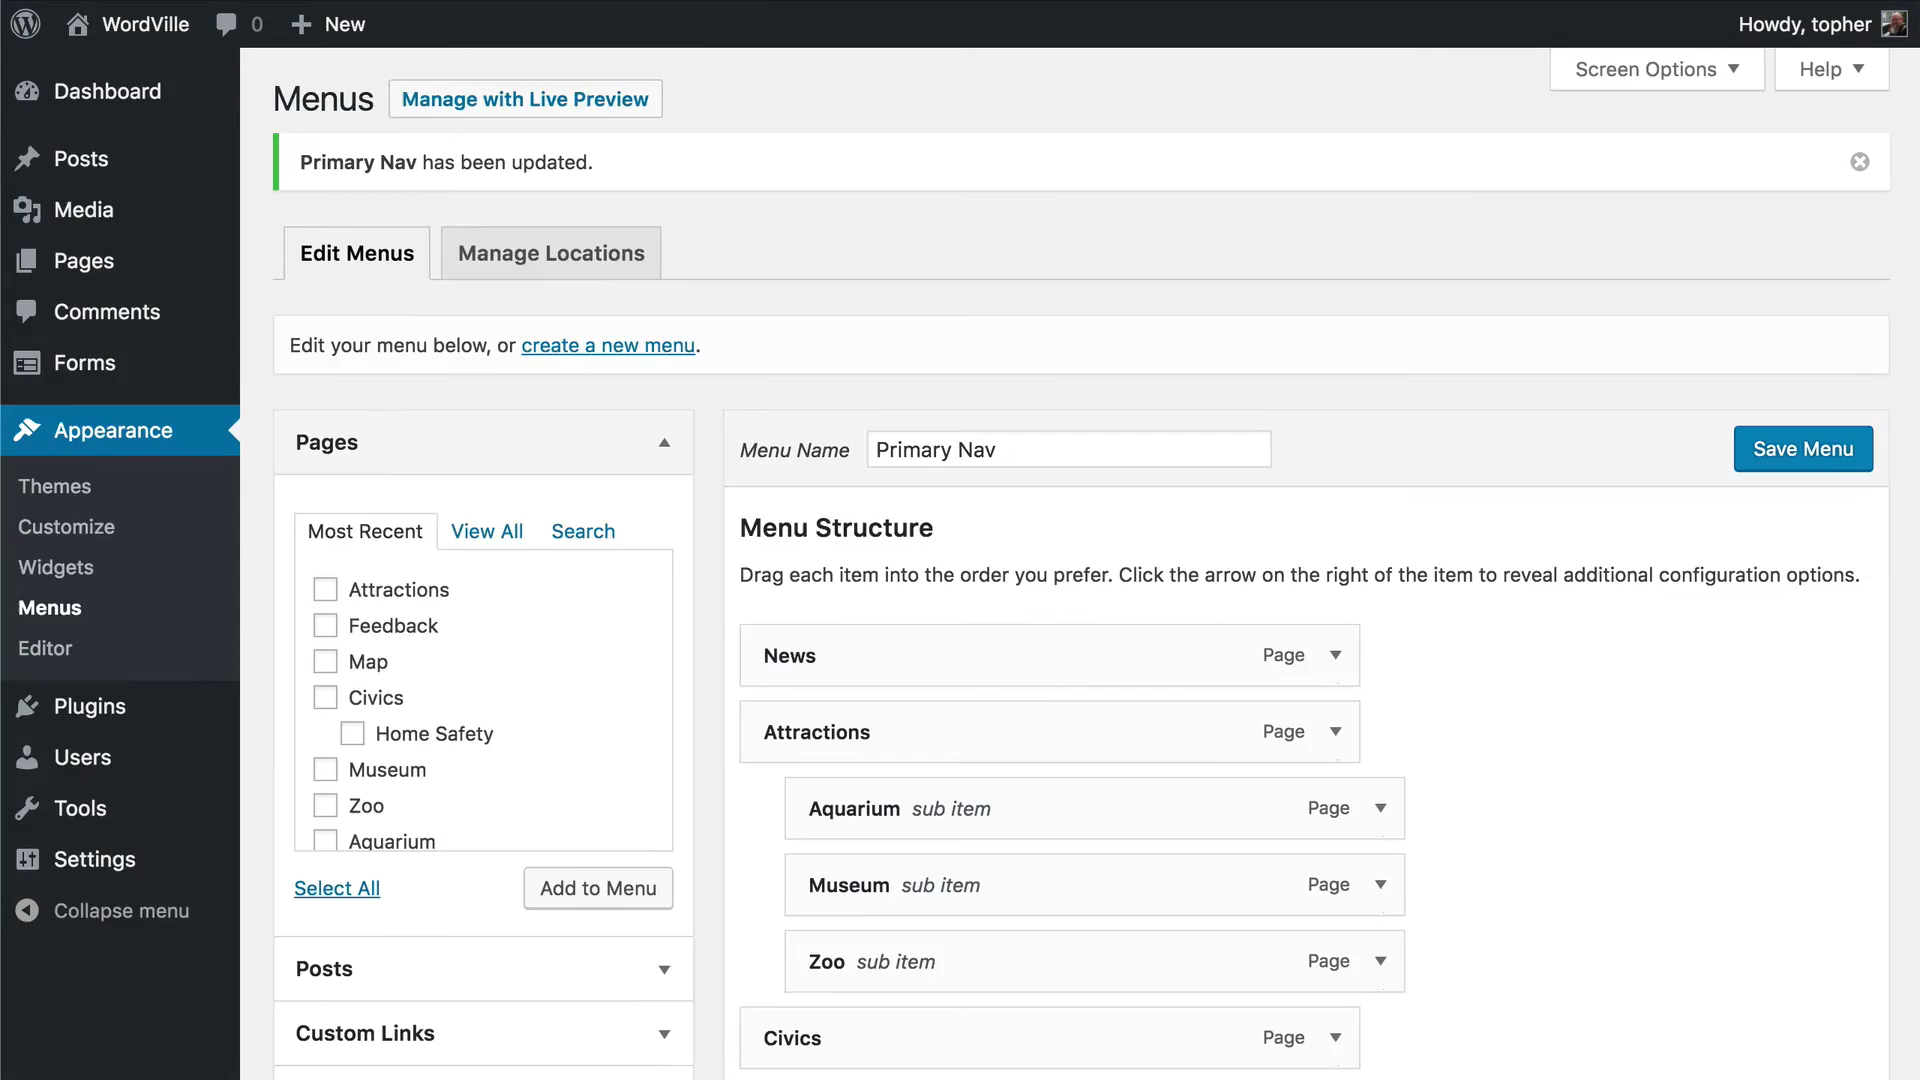 WordVille 0 New Howdy, topher
Screen Options Help
Dashboard
Posts
Media
Pages
Comments
Forms
Appearance
Themes
Customize
Widgets
Menus
Editor
Plugins
Users
Tools
Settings
Collapse menu
Menus Manage with Live Preview
Primary Nav has been updated.
Edit Menus Manage Locations
Edit your menu below, or create a new menu.
Pages
Most Recent View All Search
Attractions
Feedback
Map
Civics
Home Safety
Museum
Zoo
Aquarium
Select All Add to Menu
Posts
Custom Links
Menu Name Primary Nav Save Menu
Menu Structure
Drag each item into the order you prefer. Click the arrow on the right of the item to reveal additional configuration options.
News Page
Attractions Page
Aquarium sub item Page
Museum sub item Page
Zoo sub item Page
Civics Page